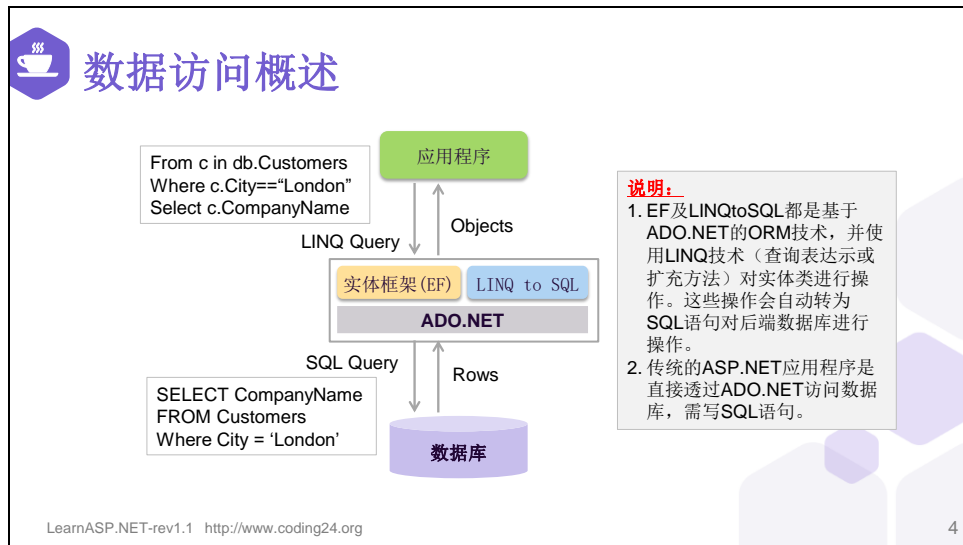 数据访问概述
From c in db.Customers
Where c.City==“London”
Select c.CompanyName
应用程序
LINQ Query
Objects
实体框架(EF)
LINQ to SQL
ADO.NET
SQL Query
Rows
SELECT CompanyName
FROM Customers
Where City = ‘London’
数据库
说明：
1. EF及LINQtoSQL都是基于
ADO.NET的ORM技术，并使
用LINQ技术（查询表达示或
扩充方法）对实体类进行操
作。这些操作会自动转为
SQL语句对后端数据库进行
操作。
2. 传统的ASP.NET应用程序是
直接透过ADO.NET访问数据
库，需写SQL语句。
LearnASP.NET-rev1.1 http://www.coding24.org
4